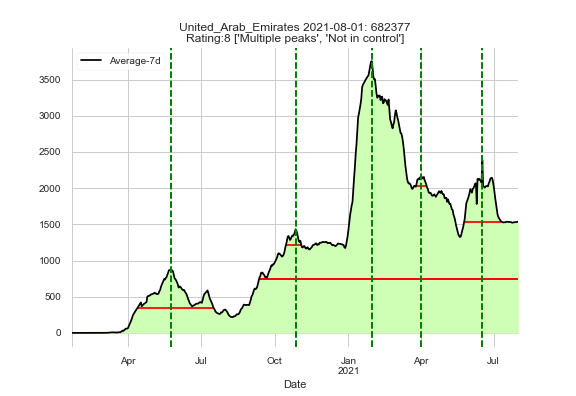 United_Arab_Emirates 2021-08-01: 682377
Rating:8 ['Multiple peaks', 'Not in control']
Average-7d
3500
3000
2500
2000
1500
1000
500
0
Apr Jul Oct Jan Apr Jul
2021
Date